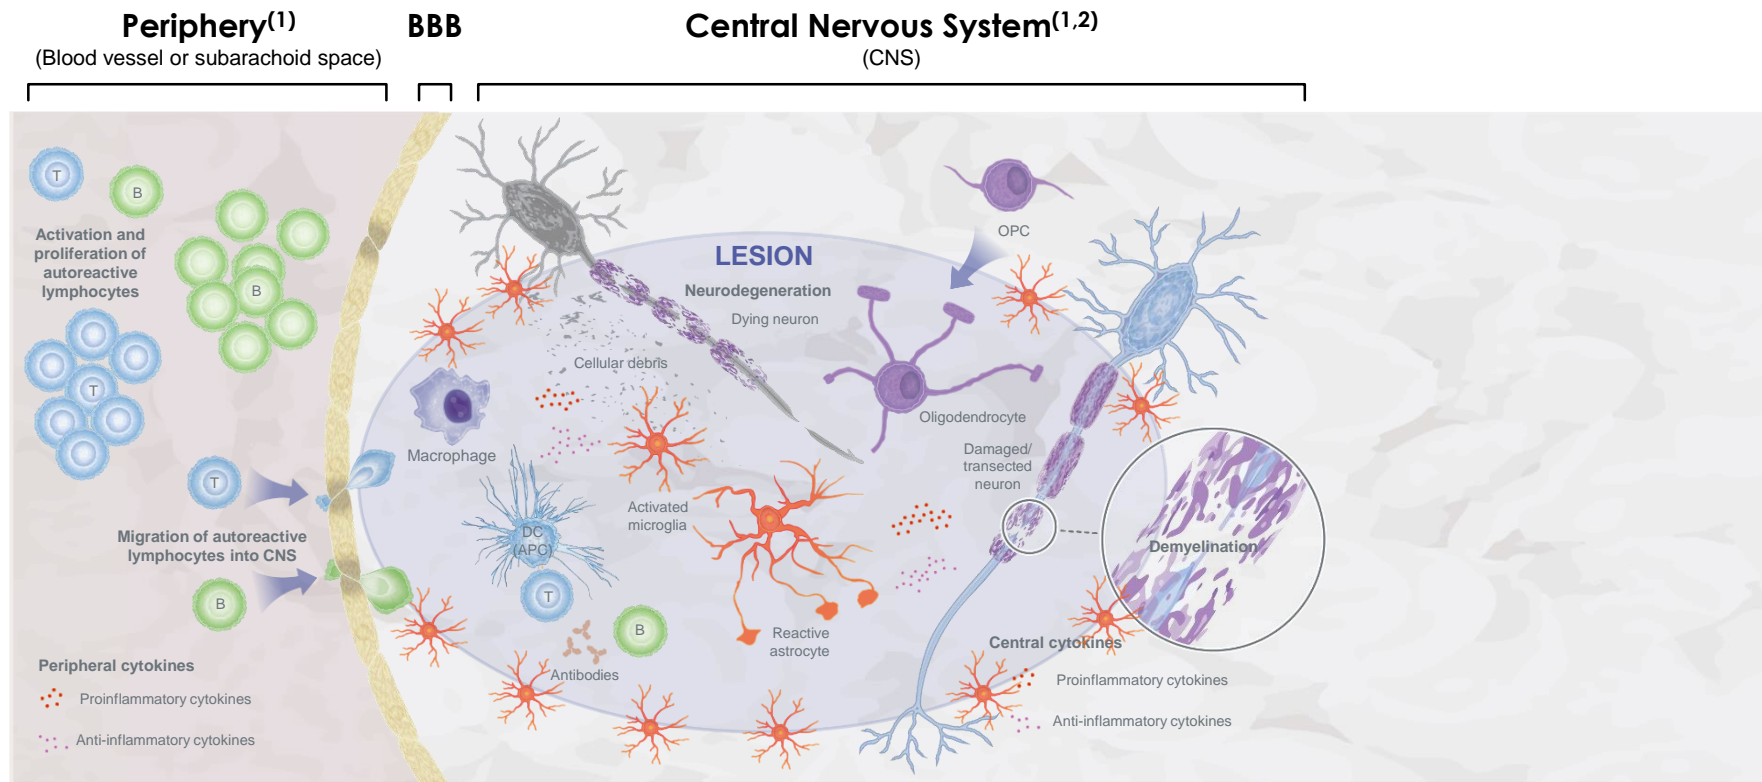 Periphery(1)
(Blood vessel or subarachoid space)
BBB
Central Nervous System(1,2)
(CNS)
T
B
Activation and
proliferation of
autoreactive
lymphocytes
B
T
T
Migration of autoreactive
lymphocytes into CNS
B
Peripheral cytokines
Proinflammatory cytokines
Anti-inflammatory cytokines
LESION
Neurodegeneration
Dying neuron
Cellular debris
Macrophage
Activated
microglia
DC
(APC)
T
B
Antibodies
Reactive
astrocyte
OPC
Oligodendrocyte
Damaged/
transected
neuron
Demyelination
Central cytokines
Proinflammatory cytokines
Anti-inflammatory cytokines